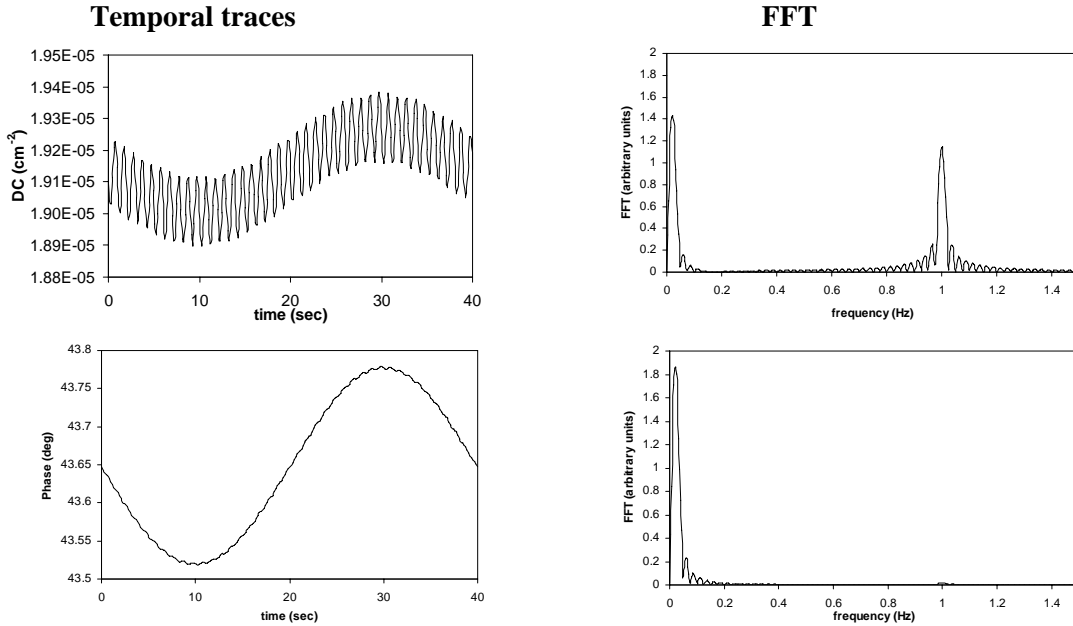 Temporal traces
FFT
1.95E-05
1.94E-05
1.93E-05
1.92E-05
1.91E-05
1.90E-05
1.89E-05
1.88E-05
DC (cm⁻²)
0 10 20 30 40
time (sec)
2
1.8
1.6
1.4
1.2
1
0.8
0.6
0.4
0.2
0
FFT (arbitrary units)
0 0.2 0.4 0.6 0.8 1 1.2 1.4
frequency (Hz)
43.8
43.75
43.7
43.65
43.6
43.55
43.5
Phase (deg)
0 10 20 30 40
time (sec)
2
1.8
1.6
1.4
1.2
1
0.8
0.6
0.4
0.2
0
FFT (arbitrary units)
0 0.2 0.4 0.6 0.8 1 1.2 1.4
frequency (Hz)